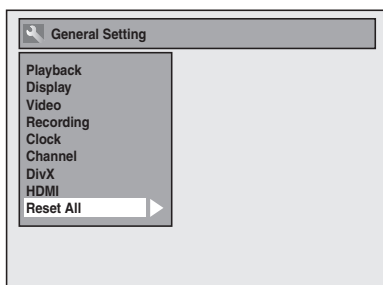 General Setting
Playback
Display
Video
Recording
Clock
Channel
DivX
HDMI
Reset All